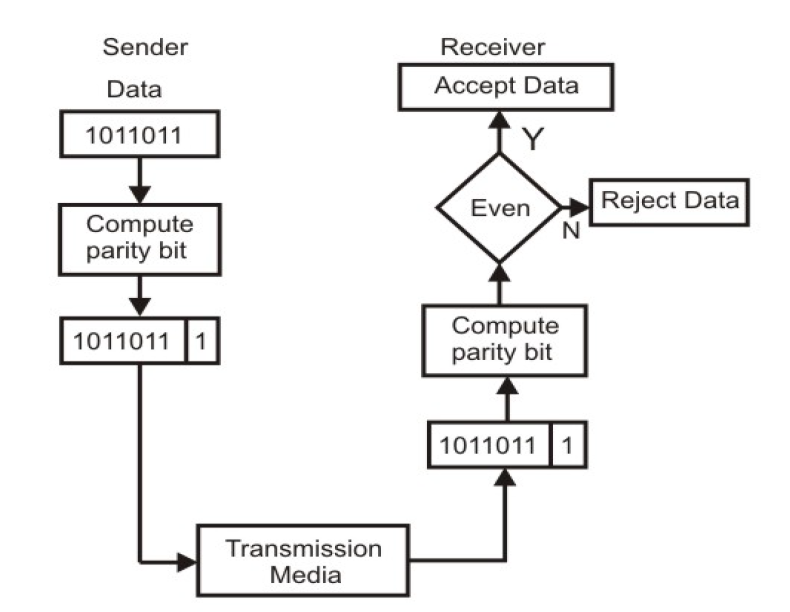 Sender
Data
1011011
Compute
parity bit
1011011 1
Transmission
Media
Receiver
Accept Data
Y
Even
N
Reject Data
Compute
parity bit
1011011 1